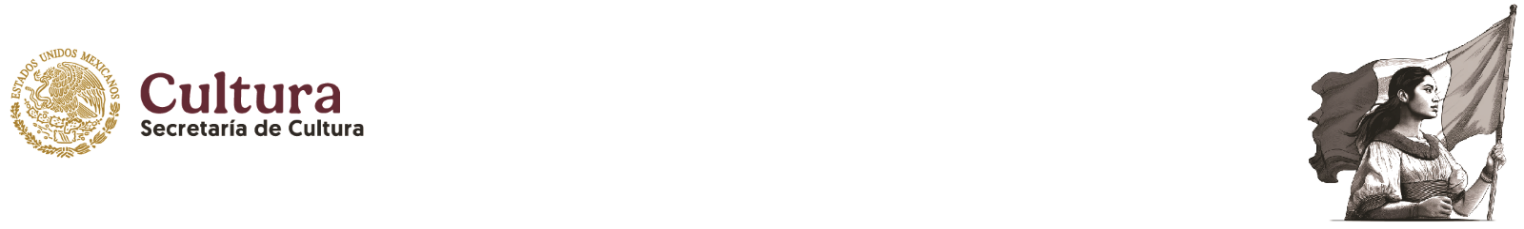 ESTADOS UNIDOS MEXICANOS
Cultura
Secretaría de Cultura